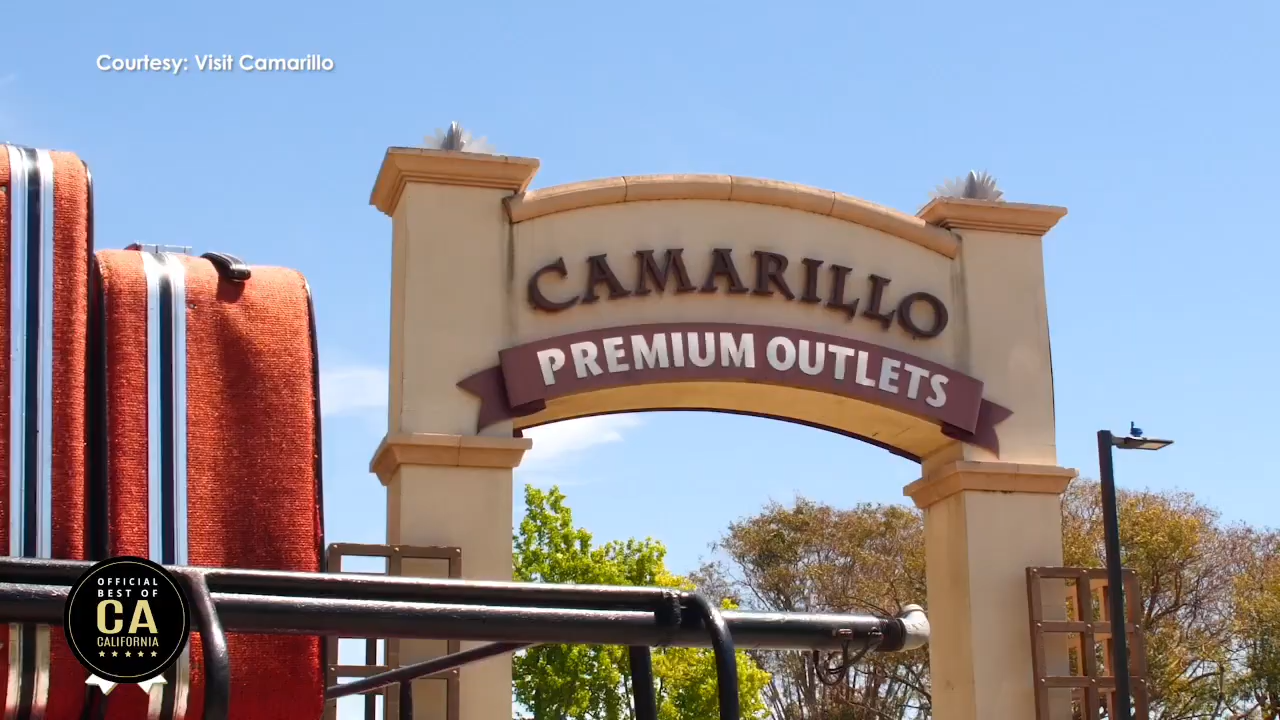 Courtesy: Visit Camarillo
CAMARILLO
PREMIUM OUTLETS
OFFICIAL
BEST OF
CA
CALIFORNIA